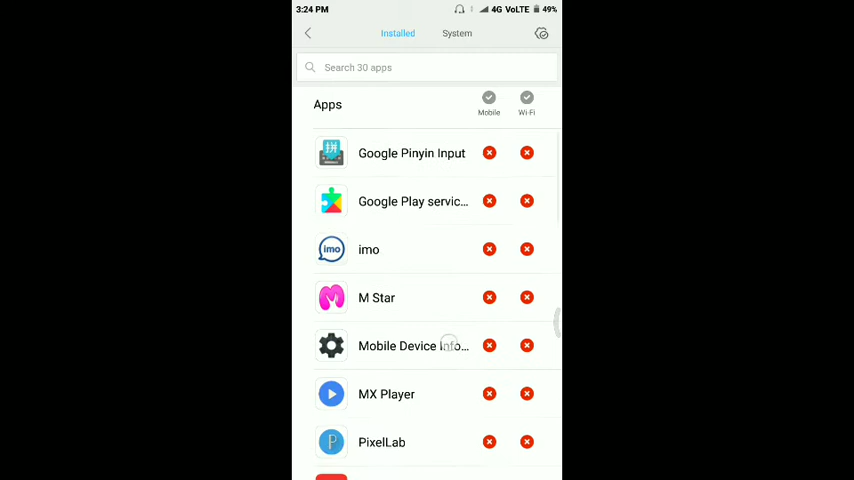 3:24 PM 4G VoLTE 49%
Installed System
Search 30 apps
Apps
Mobile Wi-Fi
拼
Google Pinyin Input
Google Play servic...
imo
imo
M Star
Mobile Device Info...
MX Player
P
PixelLab